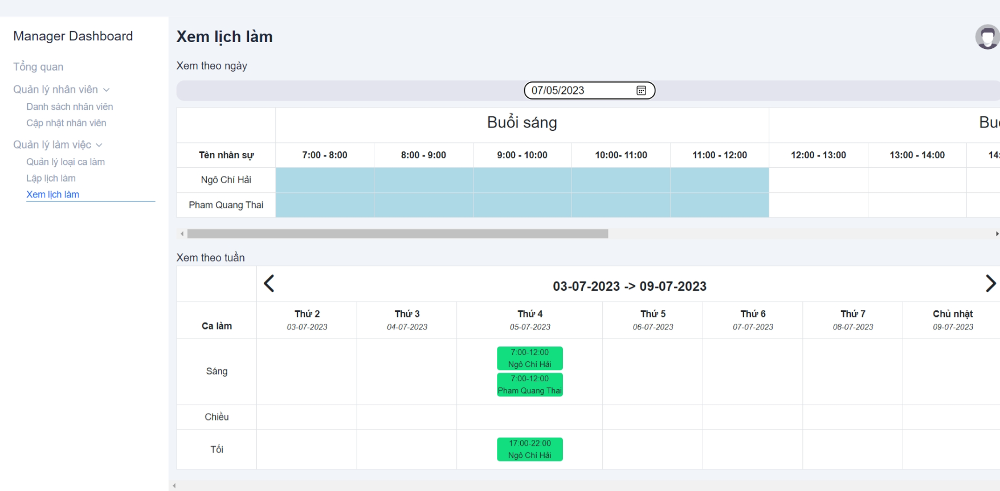 Manager Dashboard
Tổng quan
Quản lý nhân viên
Danh sách nhân viên
Cập nhật nhân viên
Quản lý làm việc
Quản lý loại ca làm
Lập lịch làm
Xem lịch làm
Xem lịch làm
Xem theo ngày
07/05/2023
Buổi sáng
Tên nhân sự 7:00 - 8:00 8:00 - 9:00 9:00 - 10:00 10:00- 11:00 11:00 - 12:00 12:00 - 13:00 13:00 - 14:00
Ngô Chí Hải
Pham Quang Thai
Xem theo tuần
03-07-2023 -> 09-07-2023
Ca làm
Thứ 2 Thứ 3 Thứ 4 Thứ 5 Thứ 6 Thứ 7 Chủ nhật
03-07-2023 04-07-2023 05-07-2023 06-07-2023 07-07-2023 08-07-2023 09-07-2023
Sáng
7:00-12:00
Ngô Chí Hải
7:00-12:00
Pham Quang Thai
Chiều
Tối
17:00-22:00
Ngô Chí Hải